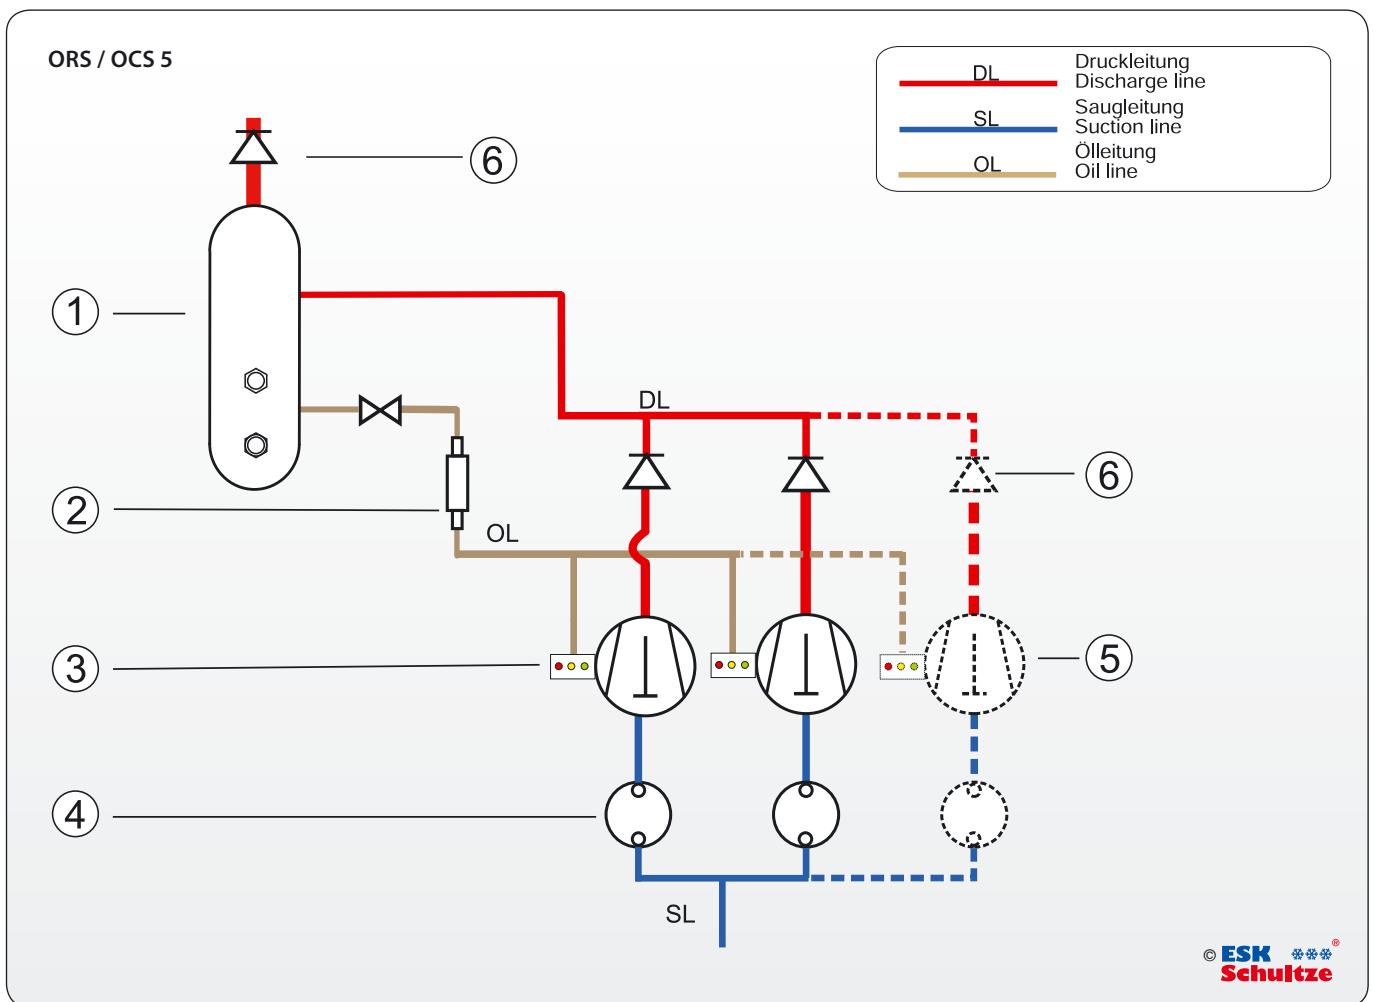 ORS / OCS 5
DL
Druckleitung
Discharge line
SL
Saugleitung
Suction line
OL
Ölleitung
Oil line
6
1
DL
6
2
OL
3
5
4
SL
© ESK ®
Schultze